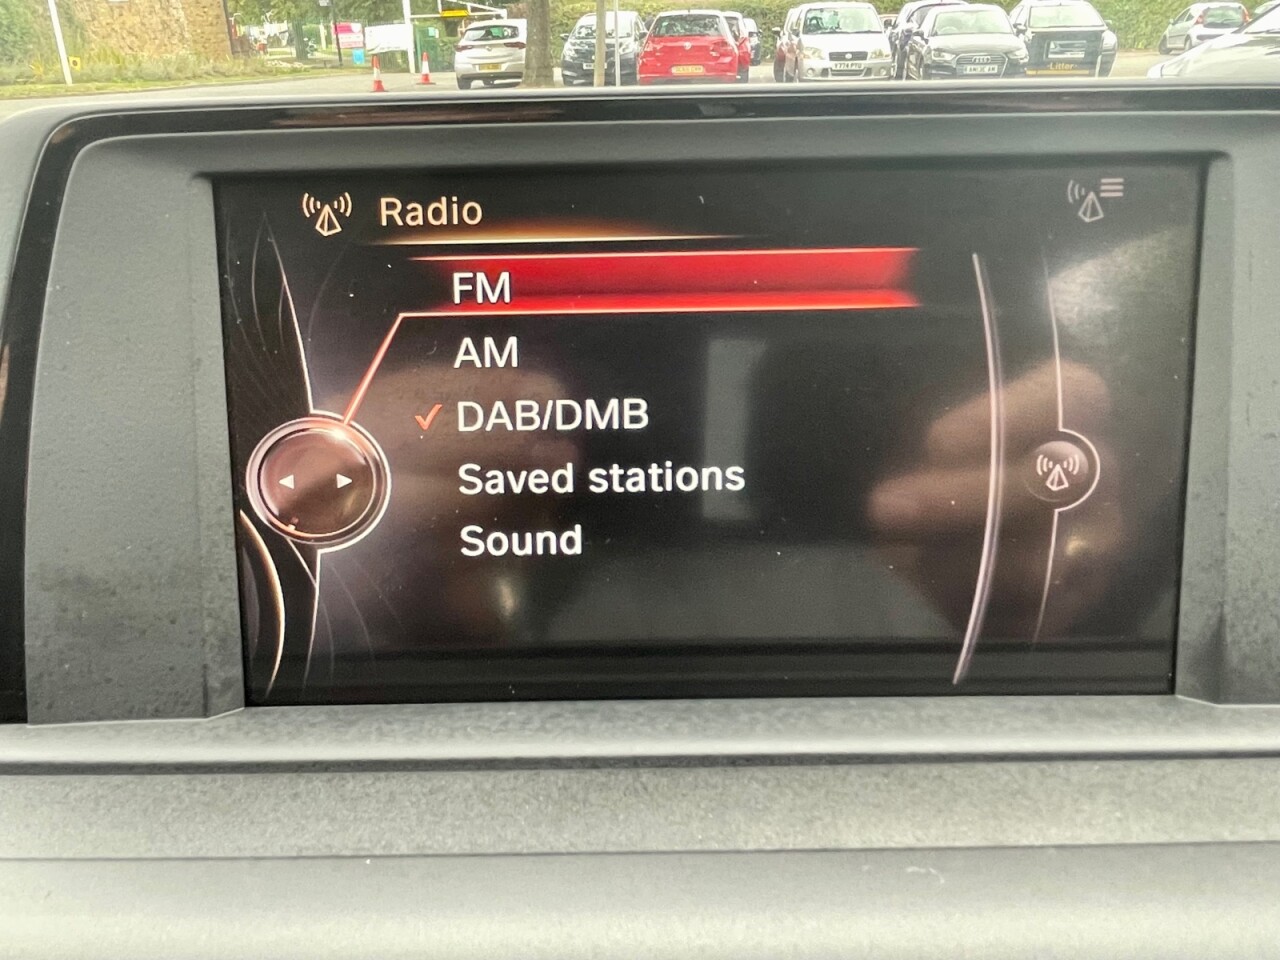 Radio
FM
AM
DAB/DMB
Saved stations
Sound